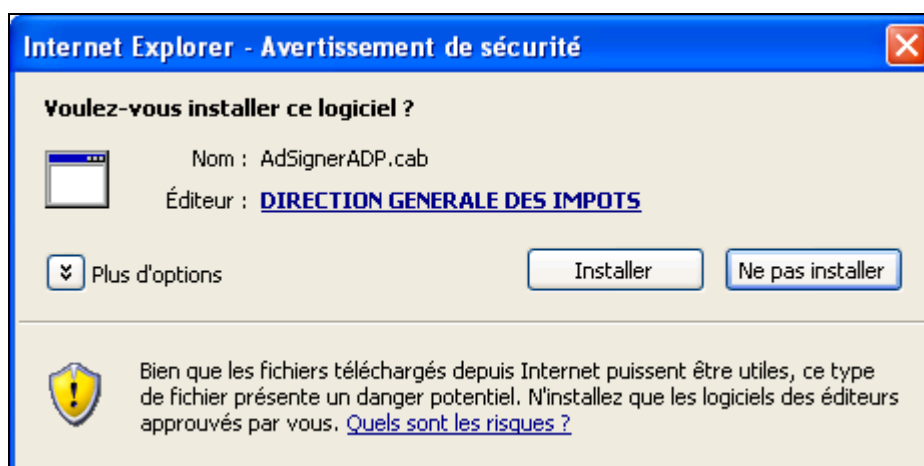 Internet Explorer - Avertissement de sécurité
Voulez-vous installer ce logiciel ?
Nom : AdSignerADP.cab
Éditeur : DIRECTION GENERALE DES IMPOTS
Plus d'options
Installer
Ne pas installer
Bien que les fichiers téléchargés depuis Internet puissent être utiles, ce type
de fichier présente un danger potentiel. N'installez que les logiciels des éditeurs
approuvés par vous. Quels sont les risques ?